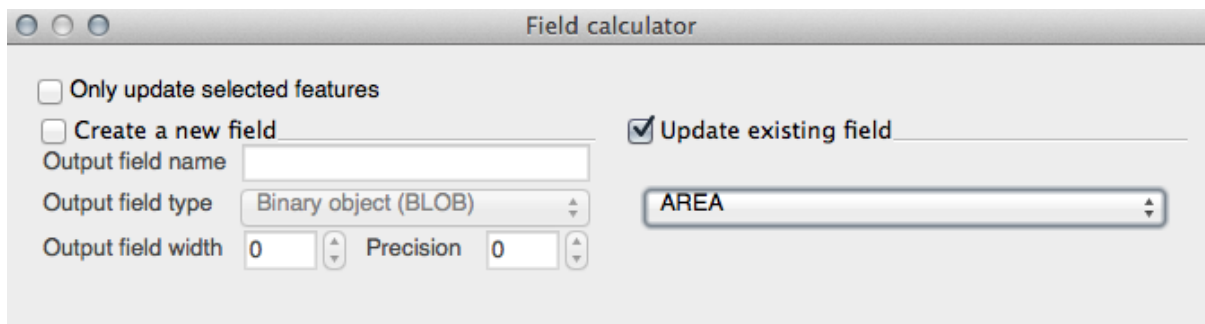 Field calculator
Only update selected features
Create a new field
Output field name
Output field type Binary object (BLOB)
Output field width 0 Precision 0
Update existing field
AREA